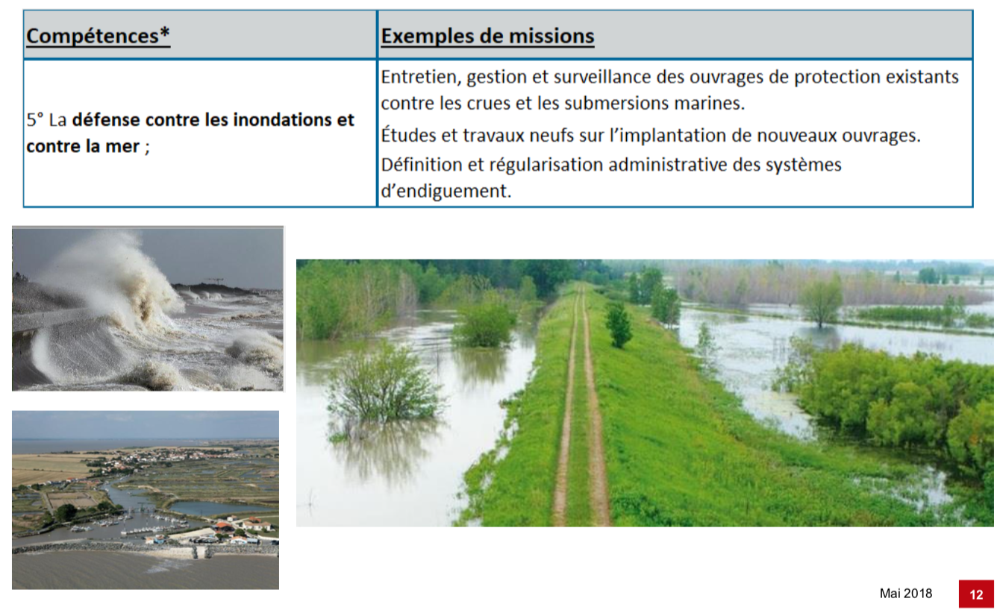 Compétences*
Exemples de missions
5° La défense contre les inondations et
contre la mer ;
Entretien, gestion et surveillance des ouvrages de protection existants
contre les crues et les submersions marines.
Études et travaux neufs sur l’implantation de nouveaux ouvrages.
Définition et régularisation administrative des systèmes
d’endiguement.
Mai 2018
12